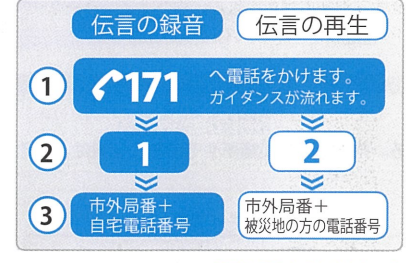 伝言の録音 伝言の再生
① 171 へ電話をかけます。
ガイダンスが流れます。
② 1 2
③ 市外局番＋ 市外局番＋
自宅電話番号 被災地の方の電話番号